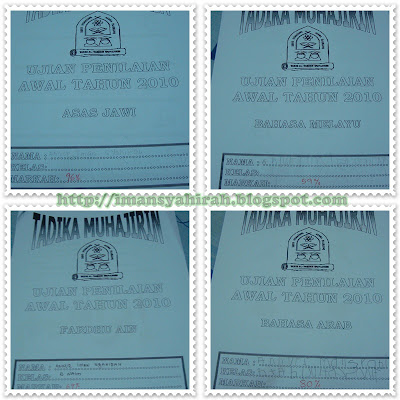 UJIAN PENILAIAN
AWAL TAHUN 2010
ASAS JAWI
NAMA :
KELAS:
MARKAH:
TADIKA MUHAJIRIN
UJIAN PENILAIAN
AWAL TAHUN 2010
BAHASA MELAYU
NAMA :
KELAS:
MARKAH:
http://imansyahirah.blogspot.com
TADIKA MUHAJIRIN
UJIAN PENILAIAN
AWAL TAHUN 2010
FARDHU AIN
NAMA :
KELAS:
MARKAH:
TADIKA MUHAJIRIN
UJIAN PENILAIAN
AWAL TAHUN 2010
BAHASA ARAB
NAMA :
KELAS:
MARKAH: 80%